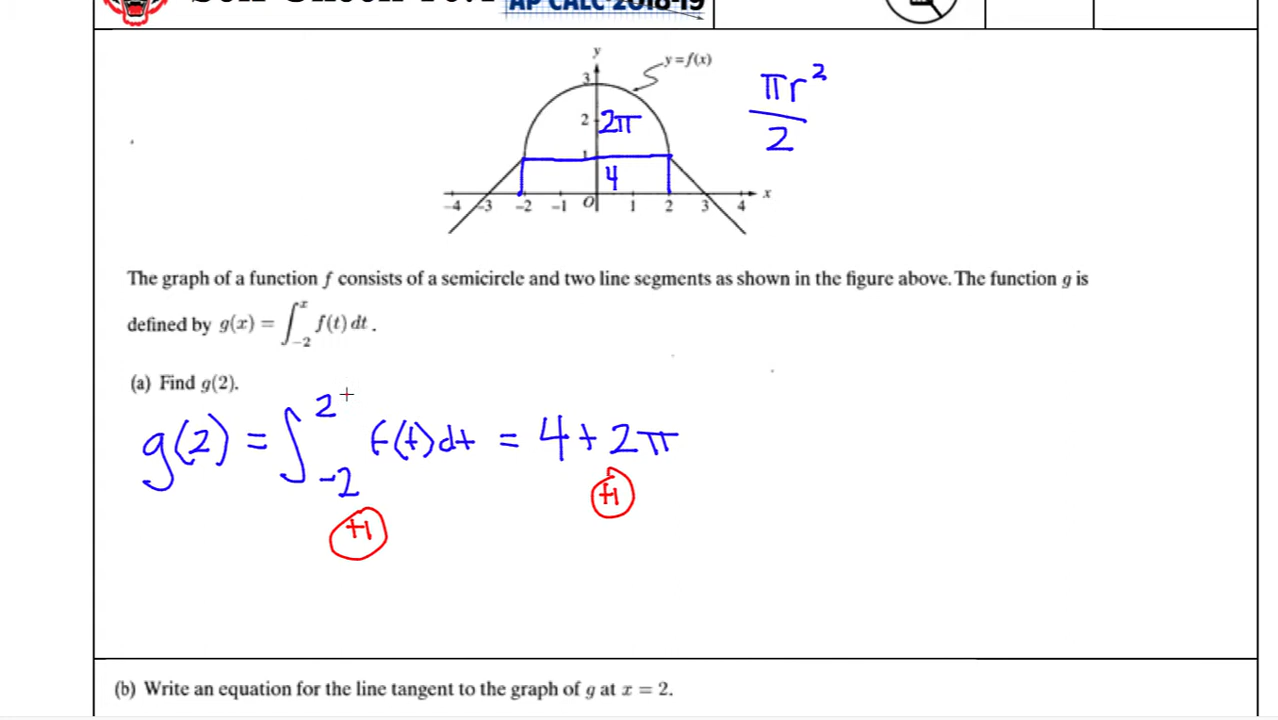 AP CALC 2018-19
y
y = f(x)
3
2
1
2π
4
πr²
2
-4 -3 -2 -1 O 1 2 3 4 x
The graph of a function f consists of a semicircle and two line segments as shown in the figure above. The function g is
defined by g(x) = ∫₋₂ˣ f(t) dt .
(a) Find g(2).
g(2) = ∫₋₂² f(t)dt = 4 + 2π
+1
+1
(b) Write an equation for the line tangent to the graph of g at x = 2.